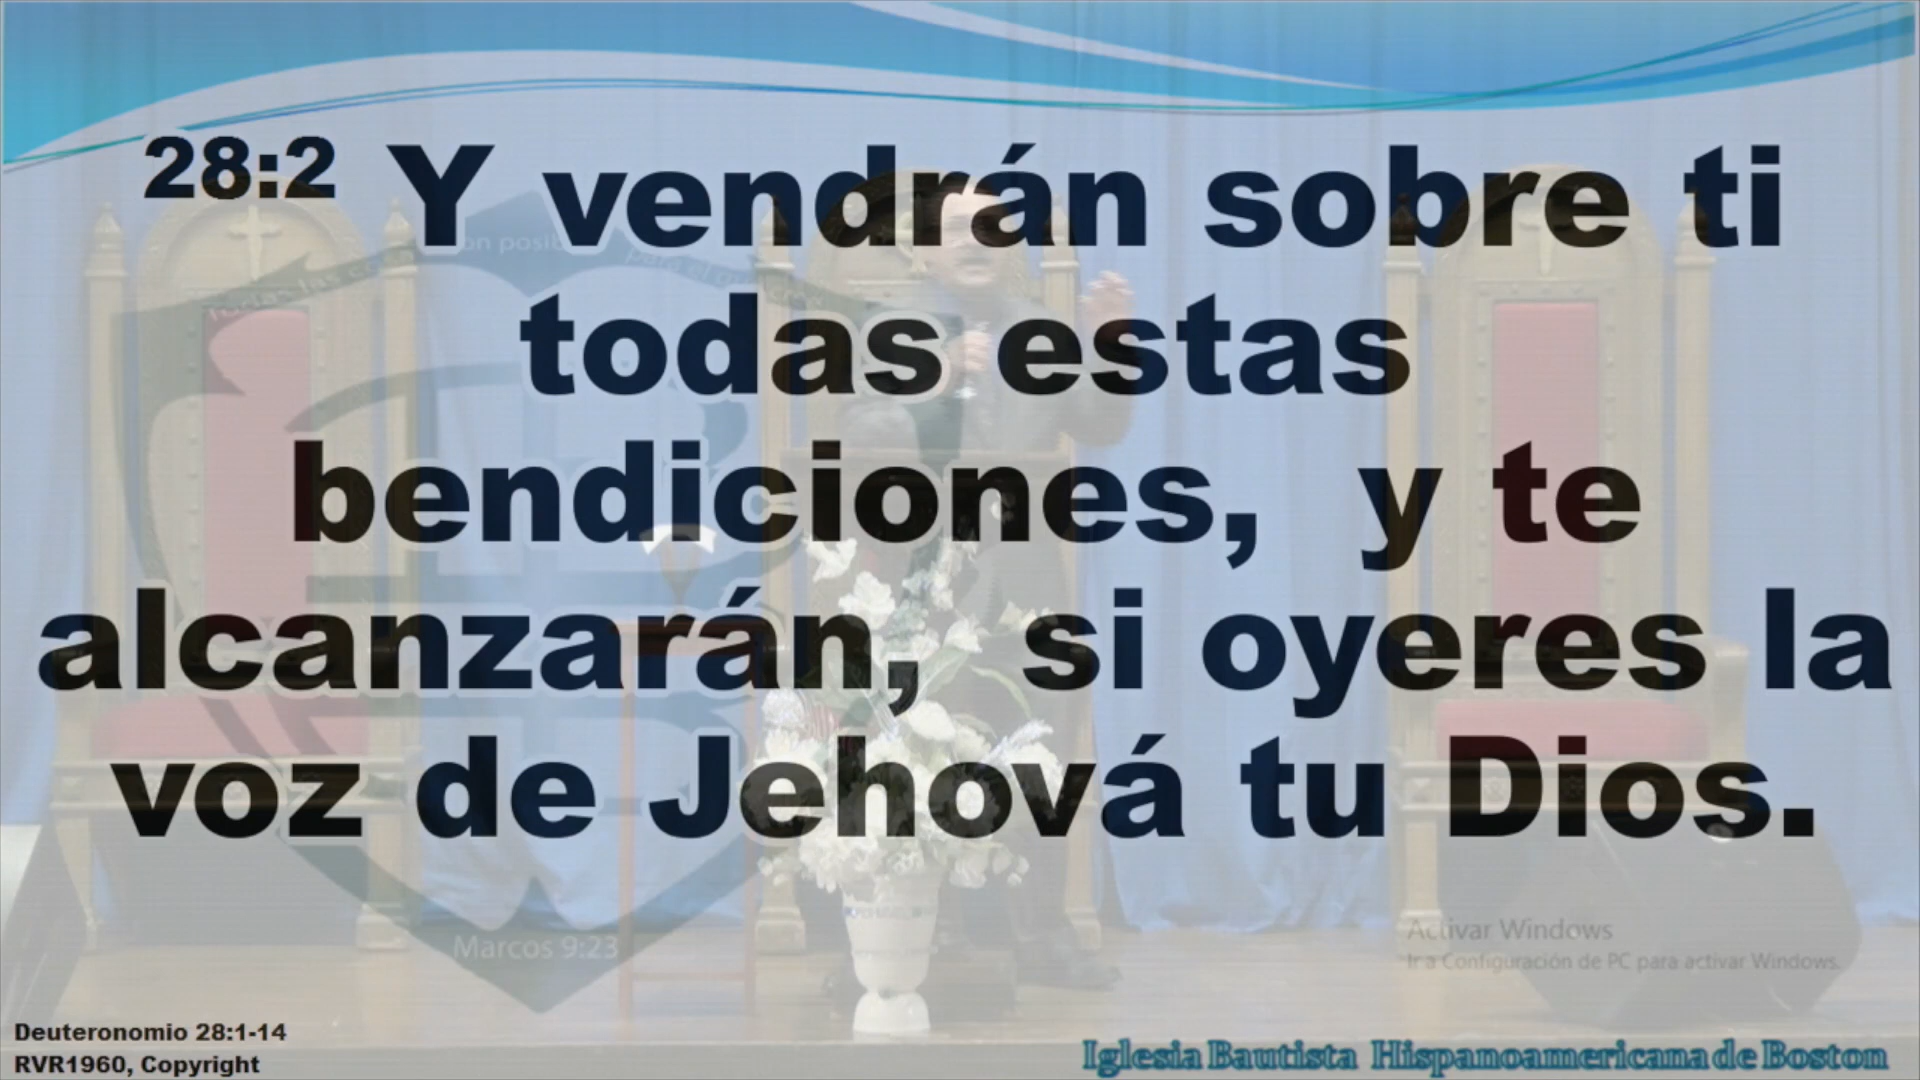 28:2 Y vendrán sobre ti
todas estas
bendiciones, y te
alcanzarán, si oyeres la
voz de Jehová tu Dios.
Marcos 9:23
Activar Windows
Ir a Configuración de PC para activar Windows.
Deuteronomio 28:1-14
RVR1960, Copyright
Iglesia Bautista Hispanoamericana de Boston